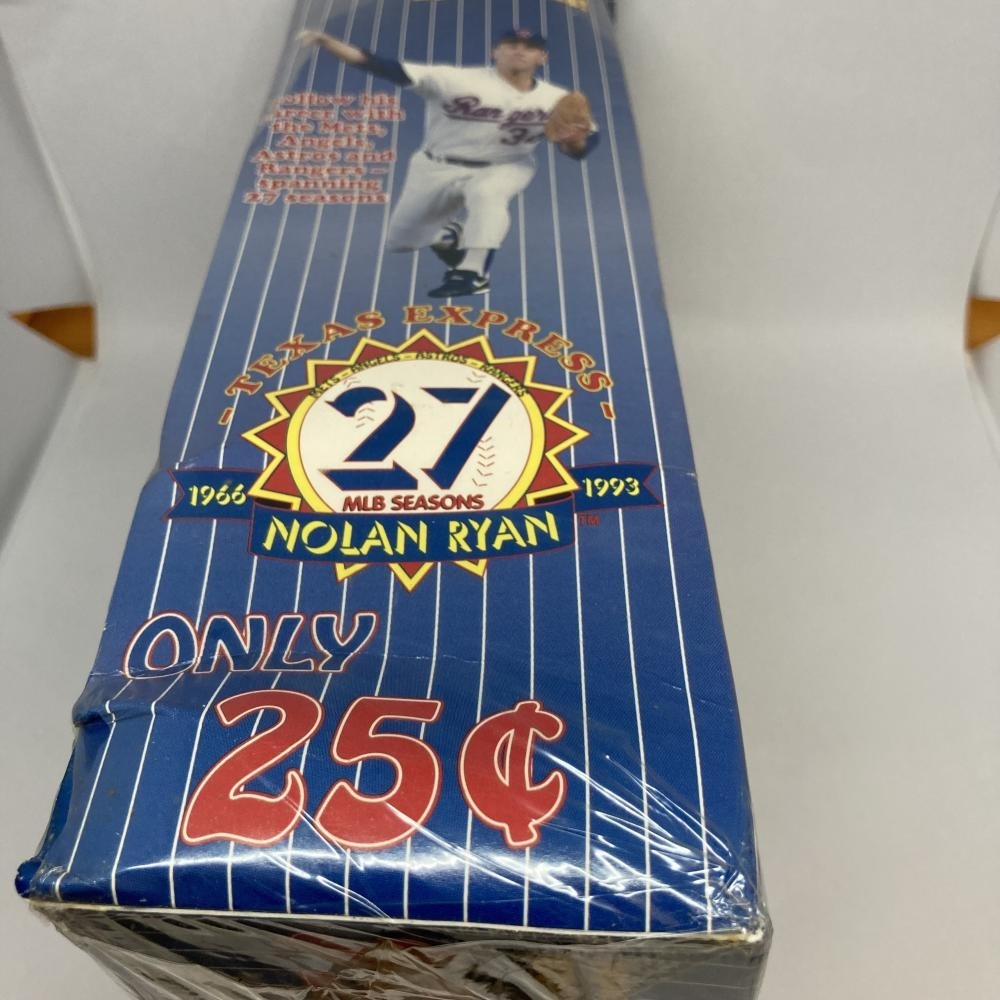 Follow his
career with
the Mets,
Angels,
Astros and
Rangers –
spanning
27 seasons
Rangers
34
- TEXAS EXPRESS -
METS - ANGELS - ASTROS - RANGERS
27
MLB SEASONS
1966
1993
NOLAN RYAN TM
ONLY
25¢